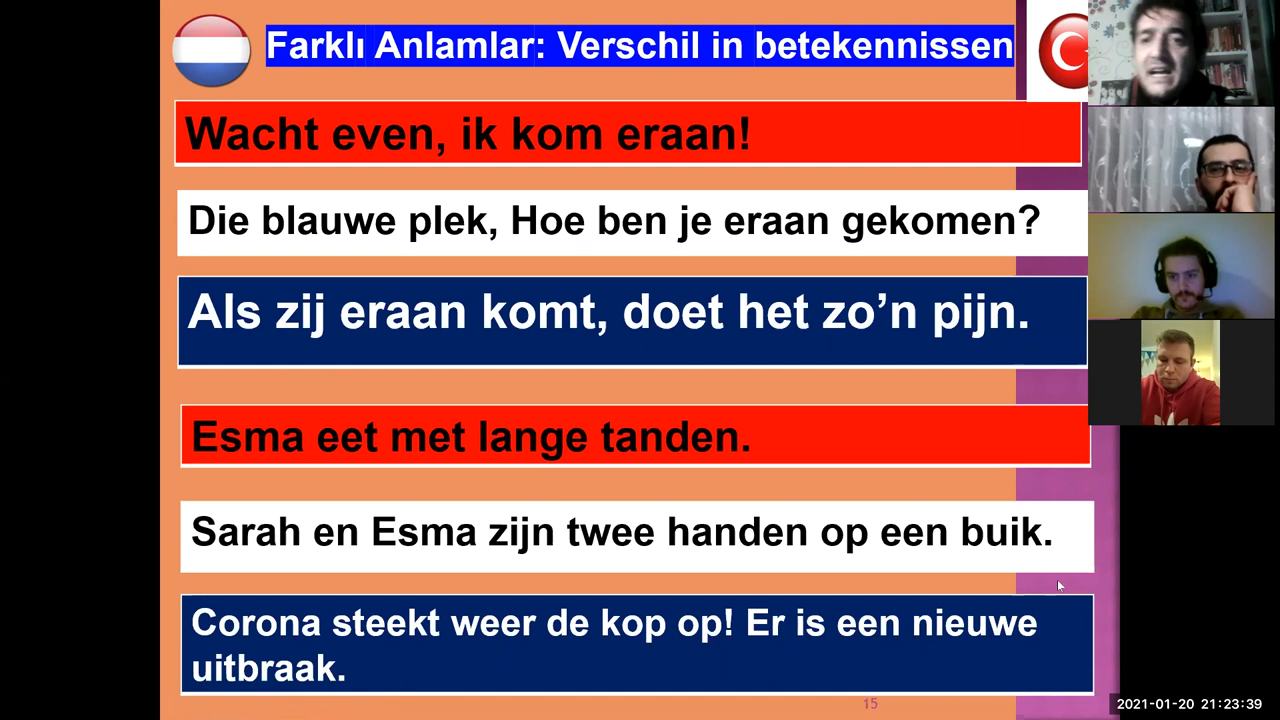 Farklı Anlamlar: Verschil in betekennissen
Wacht even, ik kom eraan!
Die blauwe plek, Hoe ben je eraan gekomen?
Als zij eraan komt, doet het zo’n pijn.
Esma eet met lange tanden.
Sarah en Esma zijn twee handen op een buik.
Corona steekt weer de kop op! Er is een nieuwe
uitbraak.
15
2021-01-20 21:23:39